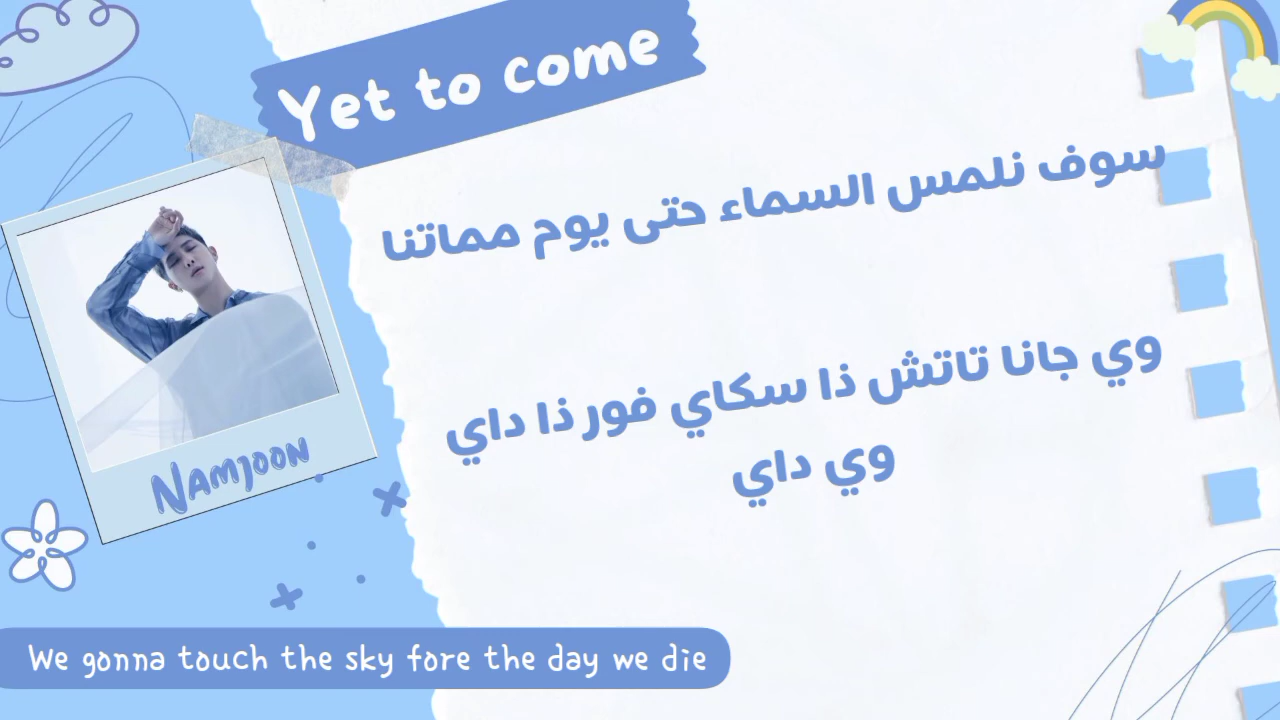 Yet to come
سوف نلمس السماء حتى يوم مماتنا
وي جانا تاتش ذا سكاي فور ذا داي
وي داي
Namjoon
We gonna touch the sky fore the day we die